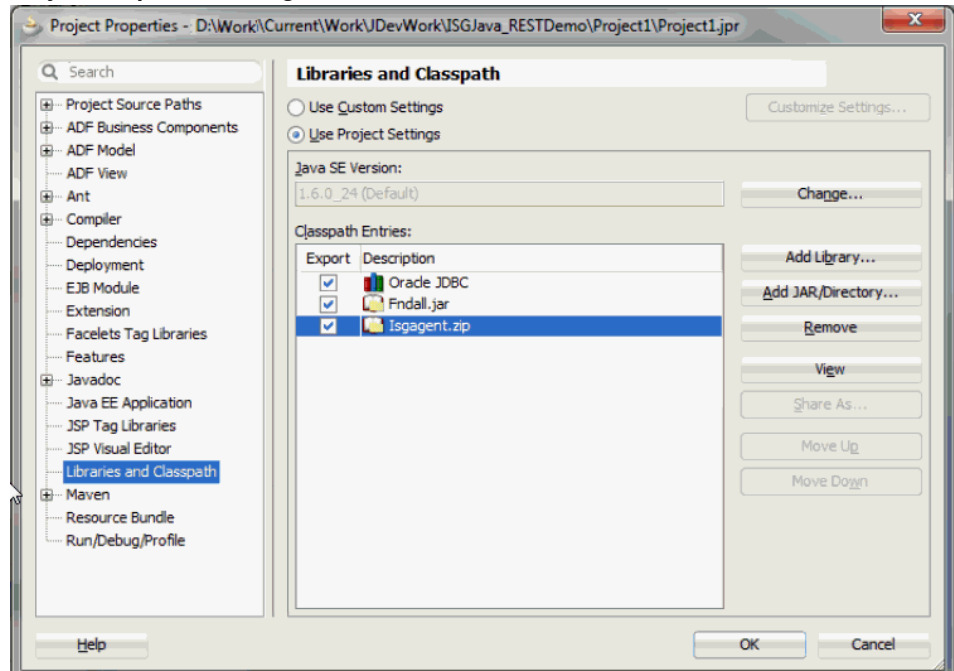 Project Properties - D:\Work\Current\Work\JDevWork\ISGJava_RESTDemo\Project1\Project1.jpr
Search
Project Source Paths
ADF Business Components
ADF Model
ADF View
Ant
Compiler
Dependencies
Deployment
EJB Module
Extension
Facelets Tag Libraries
Features
Javadoc
Java EE Application
JSP Tag Libraries
JSP Visual Editor
Libraries and Classpath
Maven
Resource Bundle
Run/Debug/Profile
Libraries and Classpath
Use Custom Settings
Customize Settings...
Use Project Settings
Java SE Version:
1.6.0_24 (Default)
Change...
Classpath Entries:
Export Description
Oracle JDBC
Fndall.jar
Isgagent.zip
Add Library...
Add JAR/Directory...
Remove
View
Share As...
Move Up
Move Down
Help
OK
Cancel